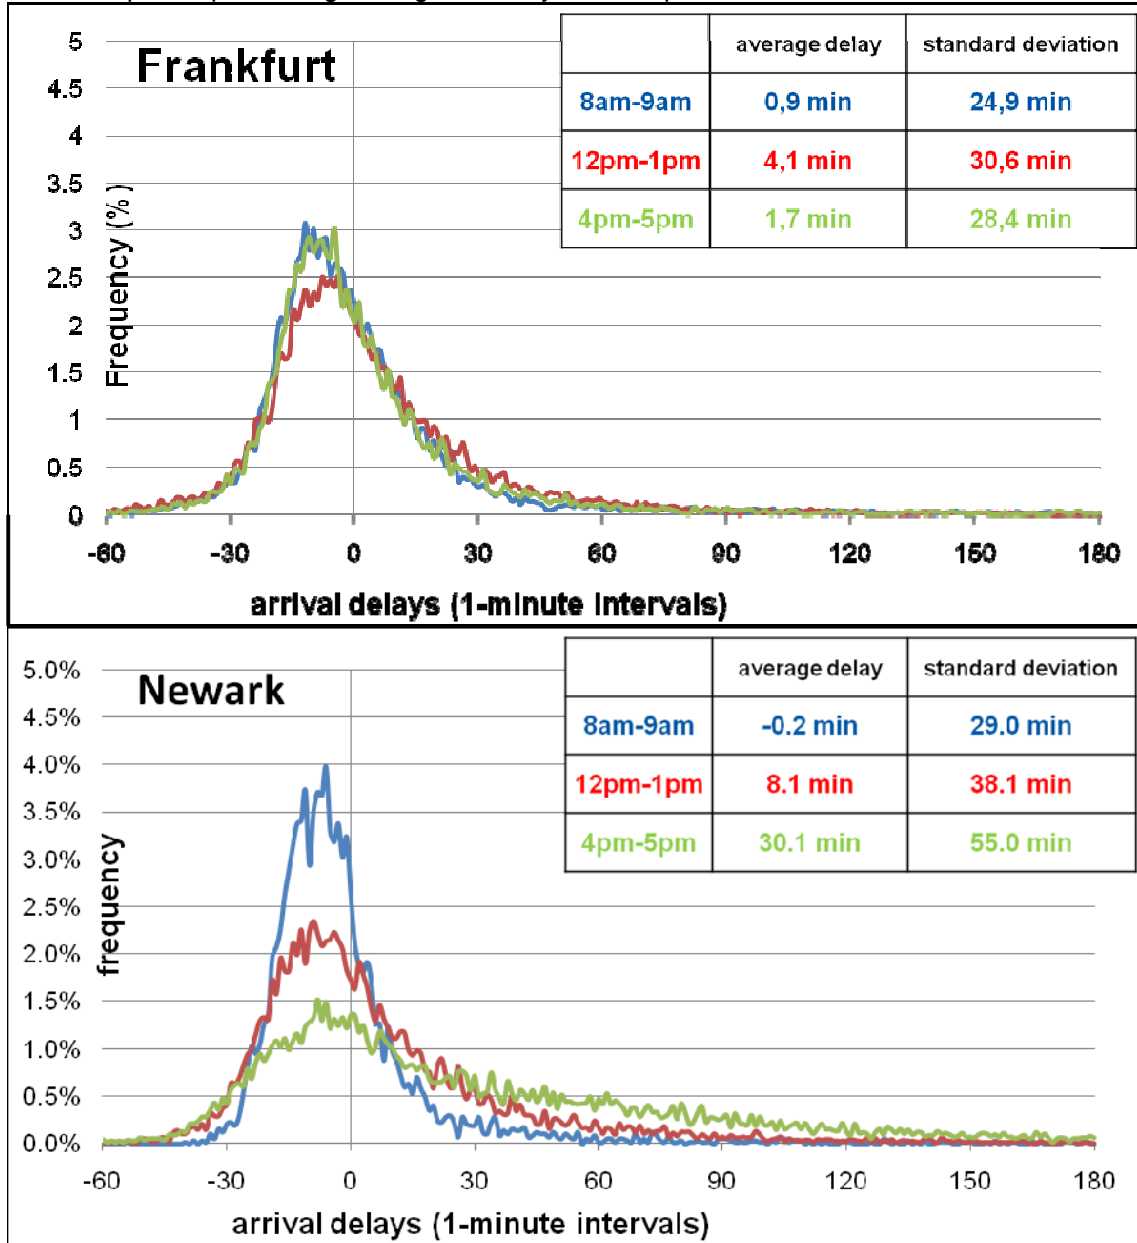 Frankfurt
average delay standard deviation
8am-9am 0,9 min 24,9 min
12pm-1pm 4,1 min 30,6 min
4pm-5pm 1,7 min 28,4 min
Frequency (%)
5
4.5
4
3.5
3
2.5
2
1.5
1
0.5
0
-60 -30 0 30 60 90 120 150 180
arrival delays (1-minute intervals)
Newark
average delay standard deviation
8am-9am -0.2 min 29.0 min
12pm-1pm 8.1 min 38.1 min
4pm-5pm 30.1 min 55.0 min
frequency
5.0%
4.5%
4.0%
3.5%
3.0%
2.5%
2.0%
1.5%
1.0%
0.5%
0.0%
-60 -30 0 30 60 90 120 150 180
arrival delays (1-minute intervals)